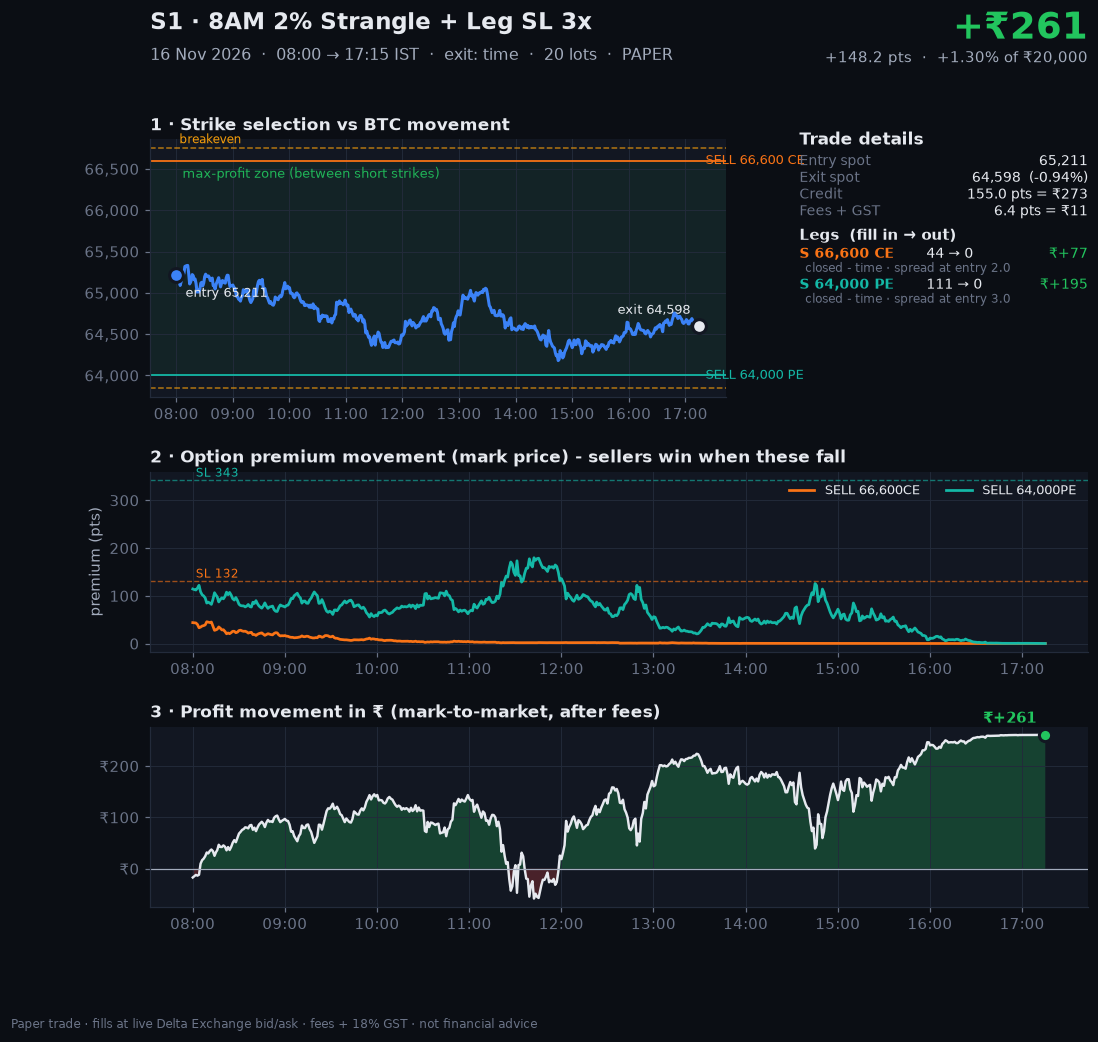 S1 · 8AM 2% Strangle + Leg SL 3x
+₹261
16 Nov 2026 · 08:00 → 17:15 IST · exit: time · 20 lots · PAPER
+148.2 pts · +1.30% of ₹20,000
1 · Strike selection vs BTC movement
breakeven
SELL 66,600 CE
max-profit zone (between short strikes)
66,500
66,000
65,500
65,000
64,500
64,000
entry 65,211
exit 64,598
SELL 64,000 PE
08:00 09:00 10:00 11:00 12:00 13:00 14:00 15:00 16:00 17:00
Trade details
Entry spot 65,211
Exit spot 64,598 (-0.94%)
Credit 155.0 pts = ₹273
Fees + GST 6.4 pts = ₹11
Legs (fill in → out)
S 66,600 CE 44 → 0 ₹+77
closed - time · spread at entry 2.0
S 64,000 PE 111 → 0 ₹+195
closed - time · spread at entry 3.0
2 · Option premium movement (mark price) - sellers win when these fall
SL 343
SELL 66,600CE SELL 64,000PE
SL 132
premium (pts)
300
200
100
0
08:00 09:00 10:00 11:00 12:00 13:00 14:00 15:00 16:00 17:00
3 · Profit movement in ₹ (mark-to-market, after fees)
₹+261
₹200
₹100
₹0
08:00 09:00 10:00 11:00 12:00 13:00 14:00 15:00 16:00 17:00
Paper trade · fills at live Delta Exchange bid/ask · fees + 18% GST · not financial advice